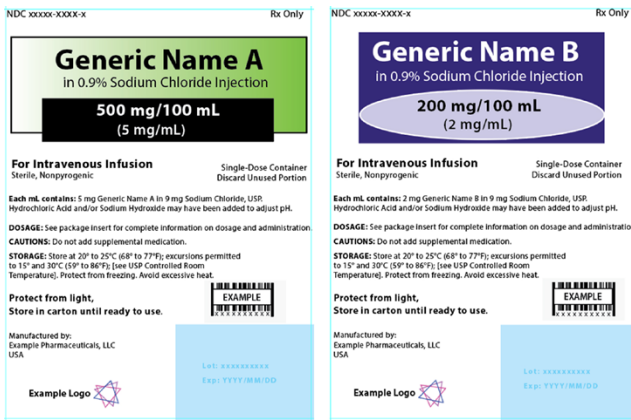 NDC xxxxx-xxxx-x
Rx Only
Generic Name A
in 0.9% Sodium Chloride Injection
500 mg/100 mL
(5 mg/mL)
For Intravenous Infusion
Sterile, Nonpyrogenic
Single-Dose Container
Discard Unused Portion
Each mL contains: 5 mg Generic Name A in 9 mg Sodium Chloride, USP.
Hydrochloric Acid and/or Sodium Hydroxide may have been added to adjust pH.
DOSAGE: See package insert for complete information on dosage and administration.
CAUTIONS: Do not add supplemental medication.
STORAGE: Store at 20° to 25°C (68° to 77°F); excursions permitted
to 15° and 30°C (59° to 86°F); [see USP Controlled Room
Temperature]. Protect from freezing. Avoid excessive heat.
Protect from light,
Store in carton until ready to use.
EXAMPLE
xxxxxxxxxx
Manufactured by:
Example Pharmaceuticals, LLC
USA
Lot: xxxxxxxxxx
Exp: YYYY/MM/DD
Example Logo
NDC xxxxx-xxxx-x
Rx Only
Generic Name B
in 0.9% Sodium Chloride Injection
200 mg/100 mL
(2 mg/mL)
For Intravenous Infusion
Sterile, Nonpyrogenic
Single-Dose Container
Discard Unused Portion
Each mL contains: 2 mg Generic Name B in 9 mg Sodium Chloride, USP.
Hydrochloric Acid and/or Sodium Hydroxide may have been added to adjust pH.
DOSAGE: See package insert for complete information on dosage and administratio
CAUTIONS: Do not add supplemental medication.
STORAGE: Store at 20° to 25°C (68° to 77°F); excursions permitted
to 15° and 30°C (59° to 86°F); [see USP Controlled Room
Temperature]. Protect from freezing. Avoid excessive heat.
Protect from light,
Store in carton until ready to use.
EXAMPLE
xxxxxxxxxx
Manufactured by:
Example Pharmaceuticals, LLC
USA
Lot: xxxxxxxxxx
Exp: YYYY/MM/DD
Example Logo